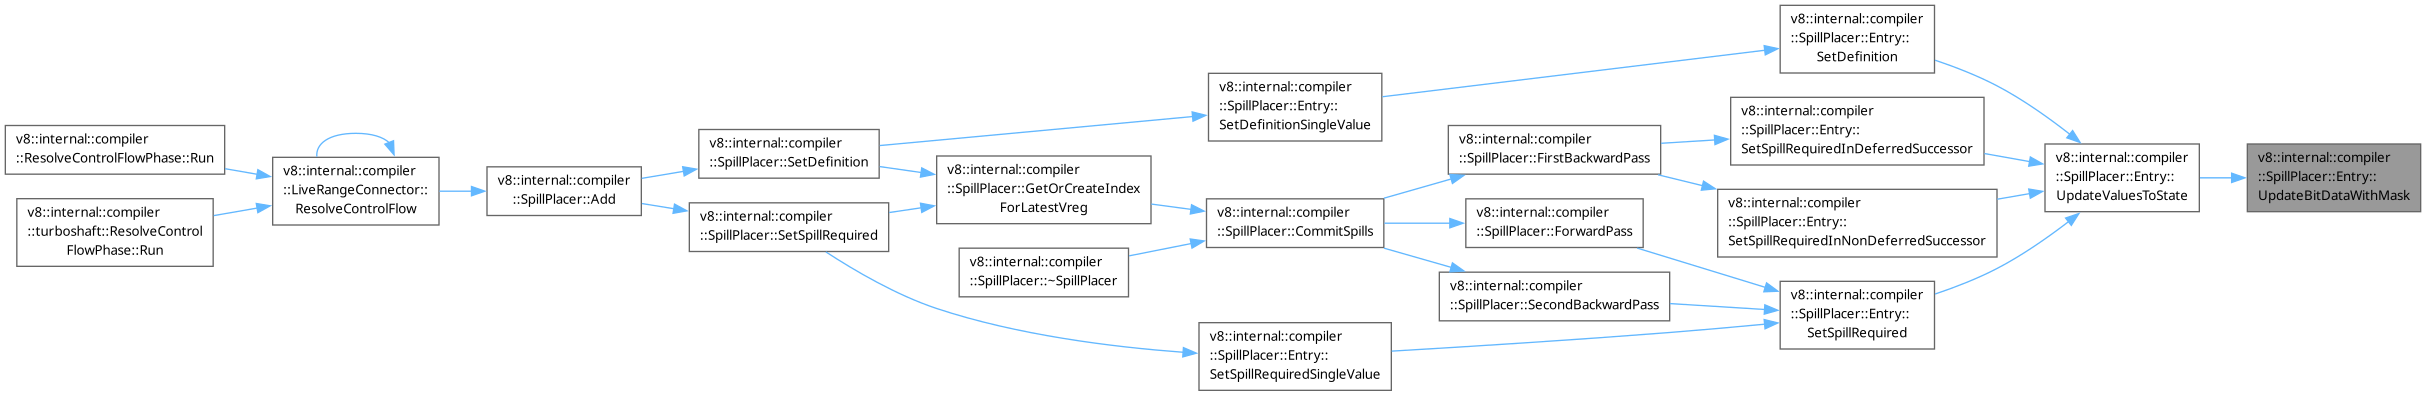 v8::internal::compiler
::ResolveControlFlowPhase::Run
v8::internal::compiler
::turboshaft::ResolveControl
FlowPhase::Run
v8::internal::compiler
::LiveRangeConnector::
ResolveControlFlow
v8::internal::compiler
::SpillPlacer::Add
v8::internal::compiler
::SpillPlacer::SetDefinition
v8::internal::compiler
::SpillPlacer::SetSpillRequired
v8::internal::compiler
::SpillPlacer::GetOrCreateIndex
ForLatestVreg
v8::internal::compiler
::SpillPlacer::~SpillPlacer
v8::internal::compiler
::SpillPlacer::Entry::
SetDefinitionSingleValue
v8::internal::compiler
::SpillPlacer::CommitSpills
v8::internal::compiler
::SpillPlacer::Entry::
SetSpillRequiredSingleValue
v8::internal::compiler
::SpillPlacer::FirstBackwardPass
v8::internal::compiler
::SpillPlacer::ForwardPass
v8::internal::compiler
::SpillPlacer::SecondBackwardPass
v8::internal::compiler
::SpillPlacer::Entry::
SetDefinition
v8::internal::compiler
::SpillPlacer::Entry::
SetSpillRequiredInDeferredSuccessor
v8::internal::compiler
::SpillPlacer::Entry::
SetSpillRequiredInNonDeferredSuccessor
v8::internal::compiler
::SpillPlacer::Entry::
SetSpillRequired
v8::internal::compiler
::SpillPlacer::Entry::
UpdateValuesToState
v8::internal::compiler
::SpillPlacer::Entry::
UpdateBitDataWithMask